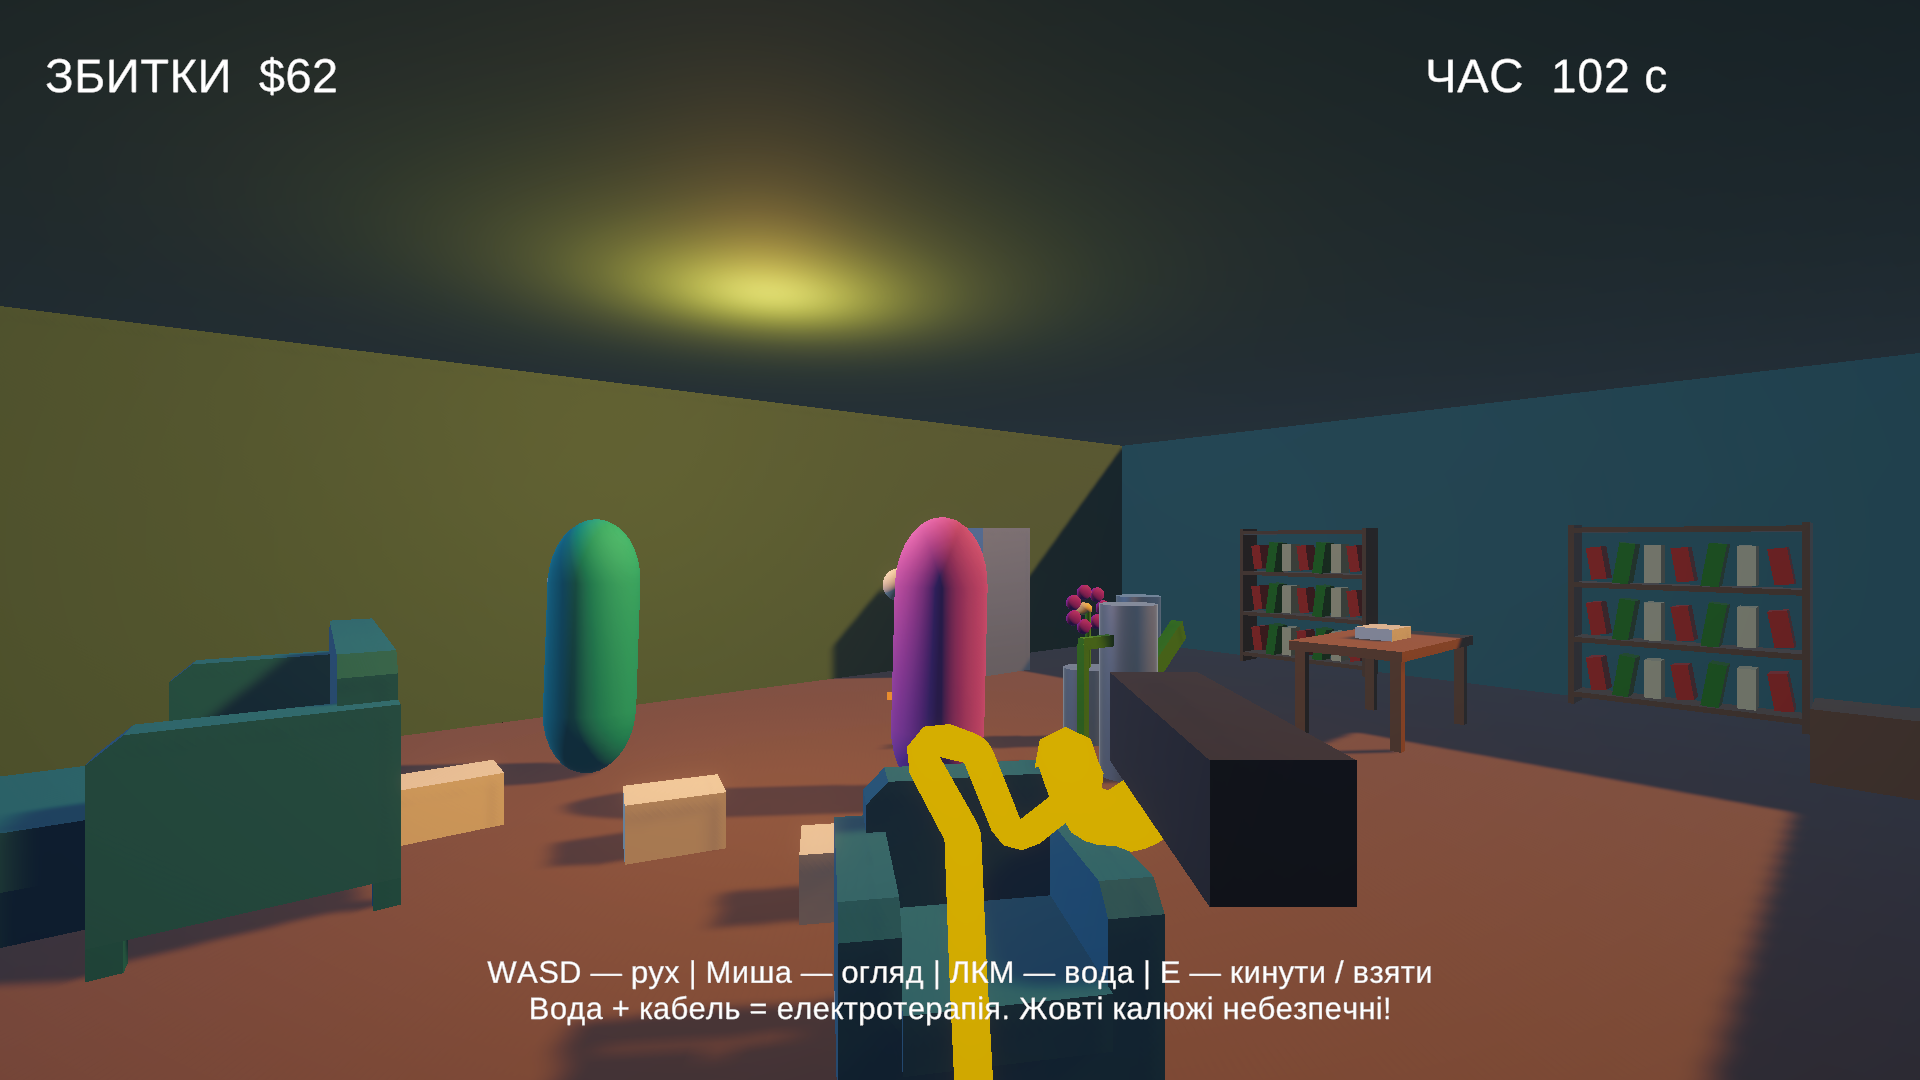 ЗБИТКИ $62
ЧАС 102 с
WASD — рух | Миша — огляд | ЛКМ — вода | E — кинути / взяти
Вода + кабель = електротерапія. Жовті калюжі небезпечні!